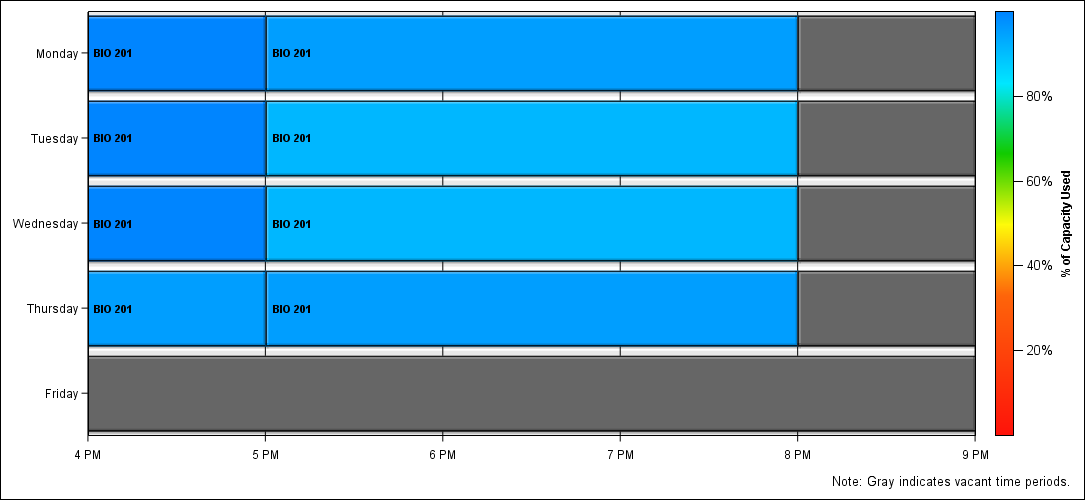 Monday
BIO 201
BIO 201
Tuesday
BIO 201
BIO 201
Wednesday
BIO 201
BIO 201
Thursday
BIO 201
BIO 201
Friday
4 PM
5 PM
6 PM
7 PM
8 PM
9 PM
80%
60%
40%
20%
% of Capacity Used
Note: Gray indicates vacant time periods.